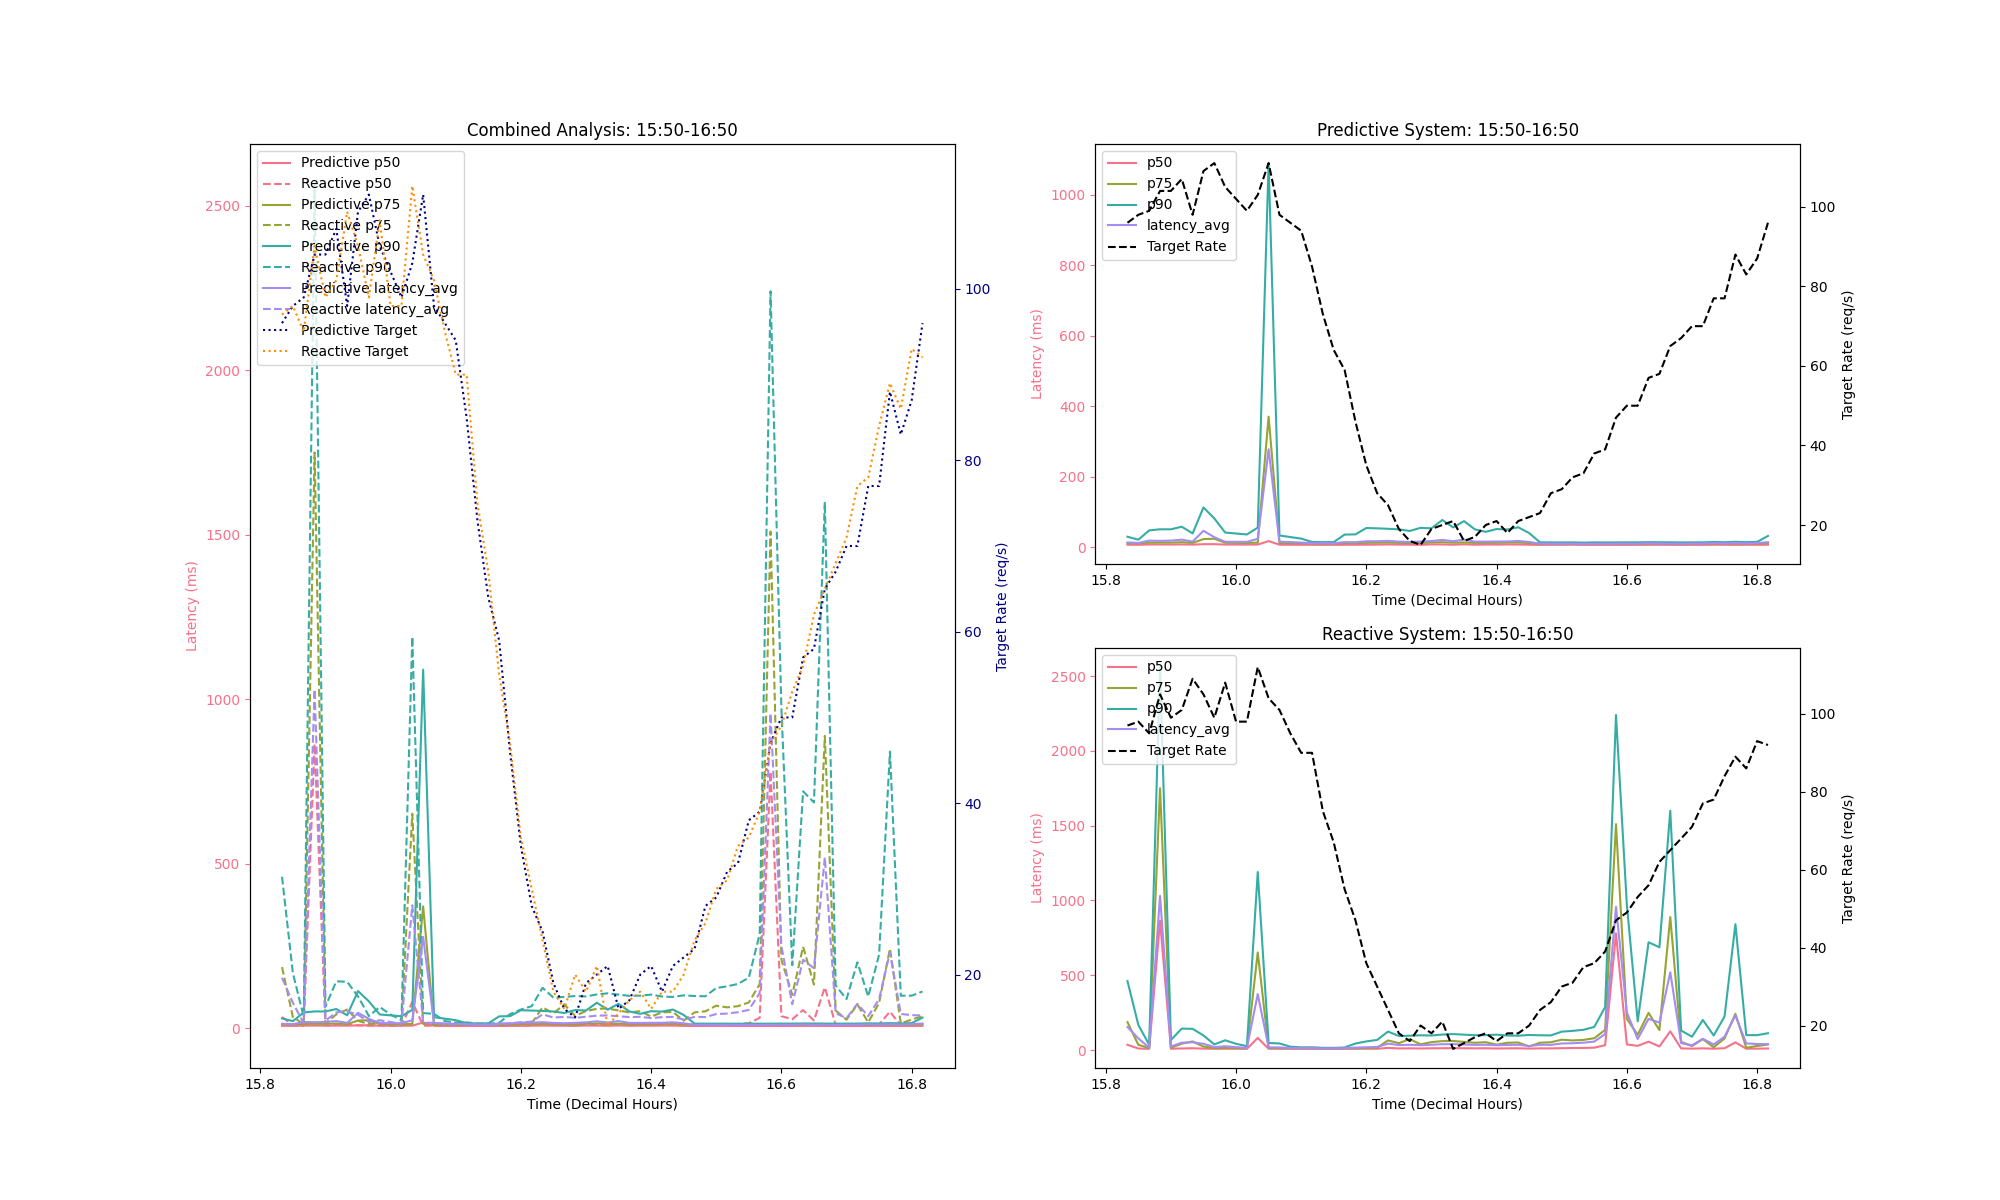 Combined Analysis: 15:50-16:50
Predictive p50
Reactive p50
Predictive p75
Reactive p75
Predictive p90
Reactive p90
Predictive latency_avg
Reactive latency_avg
Predictive Target
Reactive Target
2500
2000
1500
1000
500
0
Latency (ms)
100
80
60
40
20
Target Rate (req/s)
15.8 16.0 16.2 16.4 16.6 16.8
Time (Decimal Hours)
Predictive System: 15:50-16:50
p50
p75
p90
latency_avg
Target Rate
1000
800
600
400
200
0
Latency (ms)
100
80
60
40
20
Target Rate (req/s)
15.8 16.0 16.2 16.4 16.6 16.8
Time (Decimal Hours)
Reactive System: 15:50-16:50
p50
p75
p90
latency_avg
Target Rate
2500
2000
1500
1000
500
0
Latency (ms)
100
80
60
40
20
Target Rate (req/s)
15.8 16.0 16.2 16.4 16.6 16.8
Time (Decimal Hours)